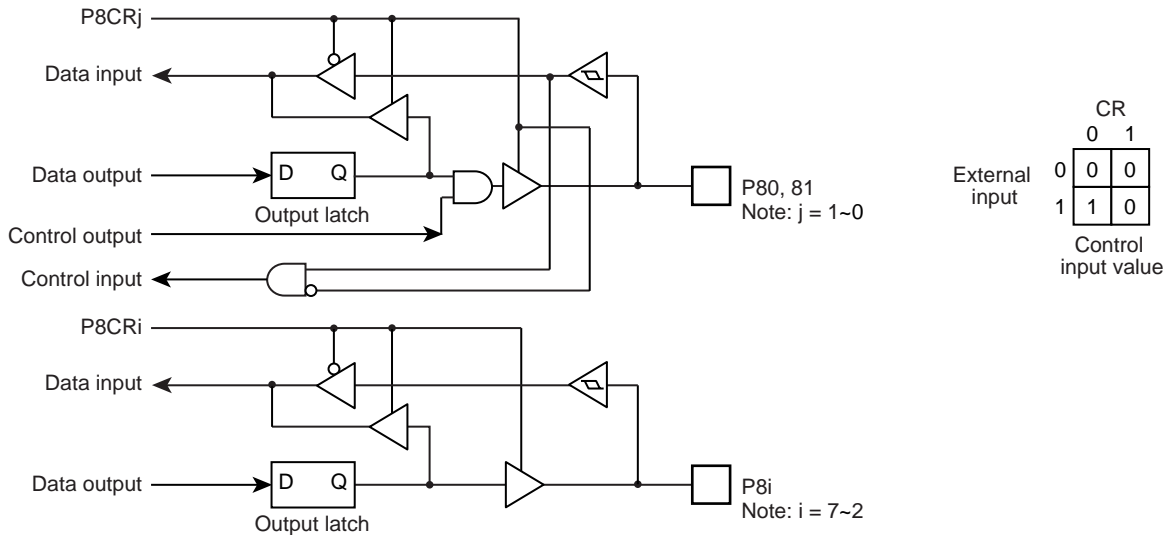 P8CRj
Data input
Data output
D Q
Output latch
Control output
Control input
P80, 81
Note: j = 1~0
CR
0 1
External
input
0 0 0
1 1 0
Control
input value
P8CRi
Data input
Data output
D Q
Output latch
P8i
Note: i = 7~2